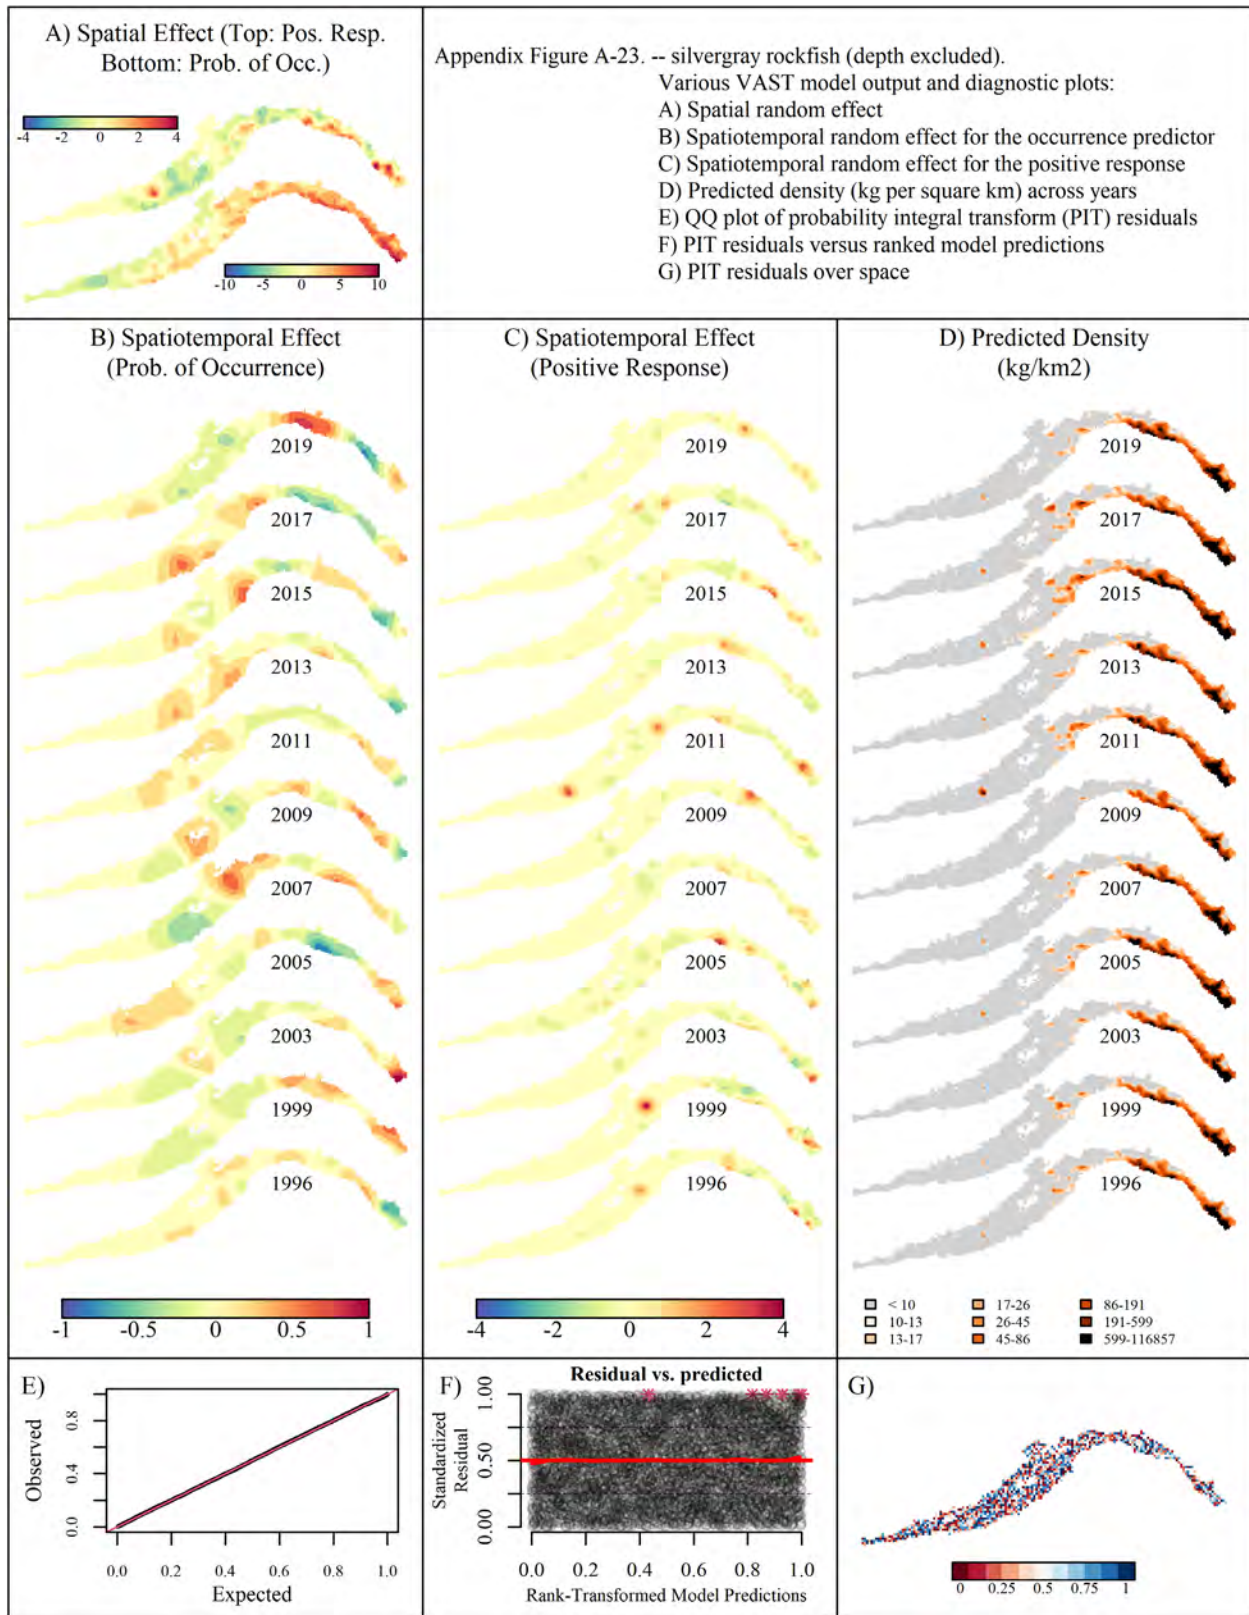 A) Spatial Effect (Top: Pos. Resp.
Bottom: Prob. of Occ.)
-4 -2 0 2 4
-10 -5 0 5 10
Appendix Figure A-23. -- silvergray rockfish (depth excluded).
Various VAST model output and diagnostic plots:
A) Spatial random effect
B) Spatiotemporal random effect for the occurrence predictor
C) Spatiotemporal random effect for the positive response
D) Predicted density (kg per square km) across years
E) QQ plot of probability integral transform (PIT) residuals
F) PIT residuals versus ranked model predictions
G) PIT residuals over space
B) Spatiotemporal Effect
(Prob. of Occurrence)
2019
2017
2015
2013
2011
2009
2007
2005
2003
1999
1996
-1 -0.5 0 0.5 1
C) Spatiotemporal Effect
(Positive Response)
2019
2017
2015
2013
2011
2009
2007
2005
2003
1999
1996
-4 -2 0 2 4
D) Predicted Density
(kg/km2)
2019
2017
2015
2013
2011
2009
2007
2005
2003
1999
1996
< 10 17-26 86-191
10-13 26-45 191-599
13-17 45-86 599-116857
E)
Observed
0.8
0.4
0.0
0.0 0.2 0.4 0.6 0.8 1.0
Expected
F)
Residual vs. predicted
Standardized
Residual
1.00
0.50
0.00
0.0 0.2 0.4 0.6 0.8 1.0
Rank-Transformed Model Predictions
G)
0 0.25 0.5 0.75 1